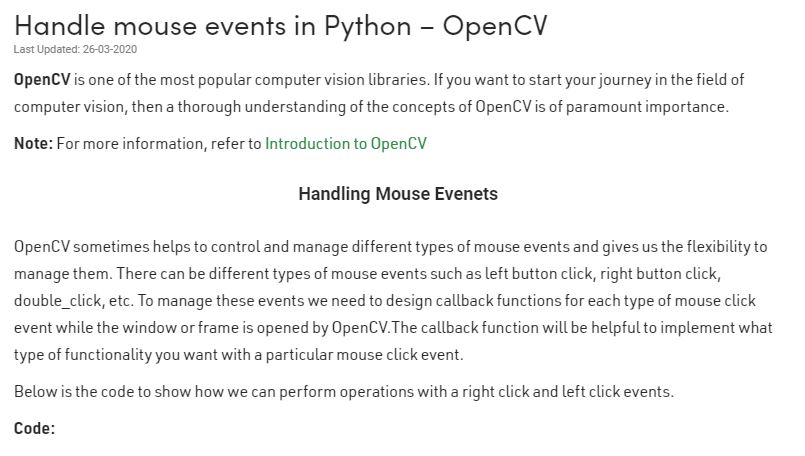 Handle mouse events in Python – OpenCV
Last Updated: 26-03-2020
OpenCV is one of the most popular computer vision libraries. If you want to start your journey in the field of
computer vision, then a thorough understanding of the concepts of OpenCV is of paramount importance.
Note: For more information, refer to Introduction to OpenCV
Handling Mouse Evenets
OpenCV sometimes helps to control and manage different types of mouse events and gives us the flexibility to
manage them. There can be different types of mouse events such as left button click, right button click,
double_click, etc. To manage these events we need to design callback functions for each type of mouse click
event while the window or frame is opened by OpenCV.The callback function will be helpful to implement what
type of functionality you want with a particular mouse click event.
Below is the code to show how we can perform operations with a right click and left click events.
Code: